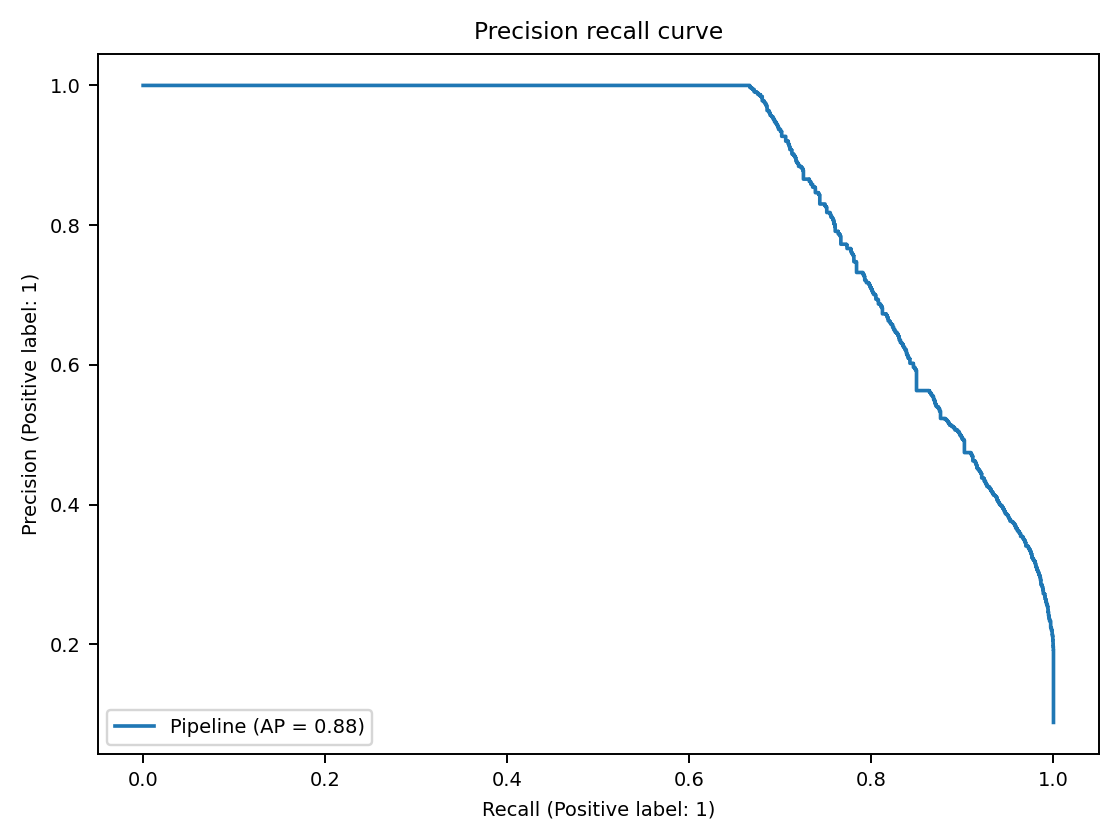 Precision recall curve
1.0
0.8
0.6
0.4
0.2
Precision (Positive label: 1)
Pipeline (AP = 0.88)
0.0 0.2 0.4 0.6 0.8 1.0
Recall (Positive label: 1)